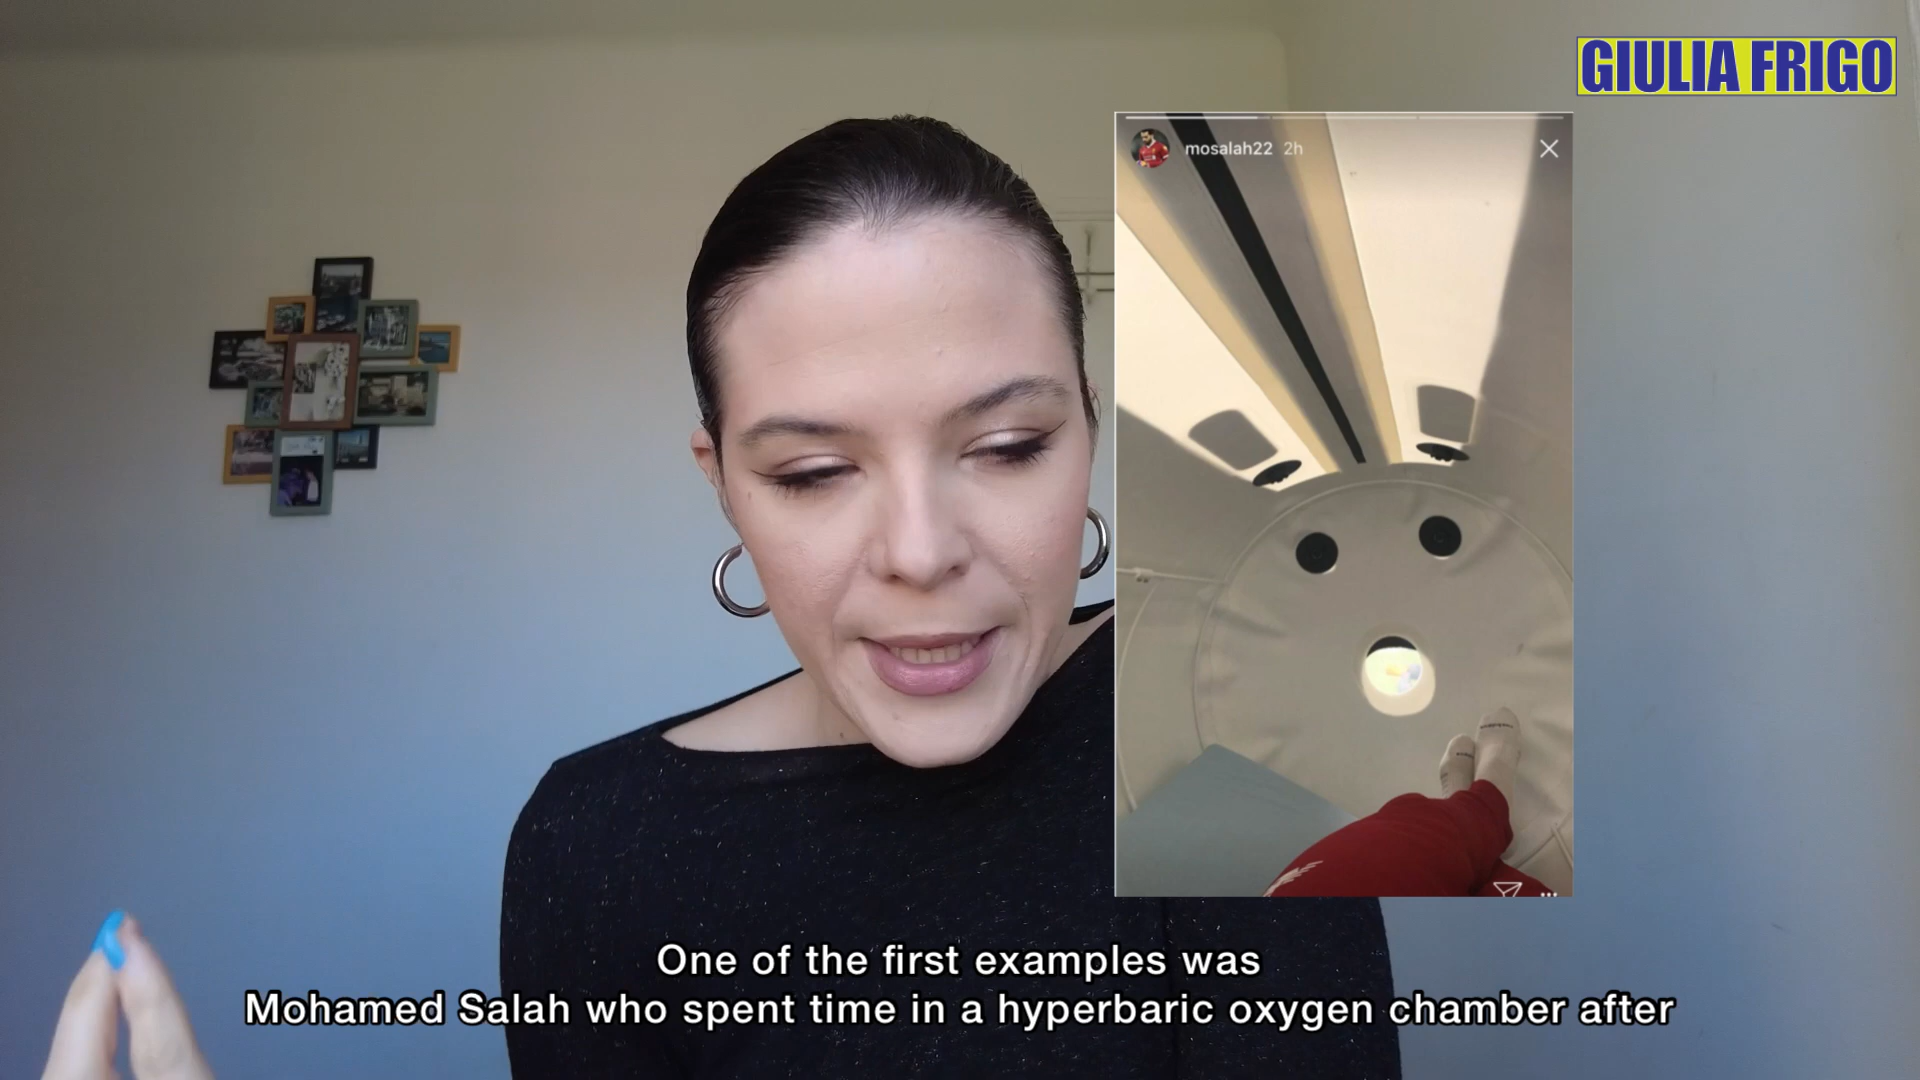 GIULIA FRIGO
mosalah22 2h
One of the first examples was
Mohamed Salah who spent time in a hyperbaric oxygen chamber after